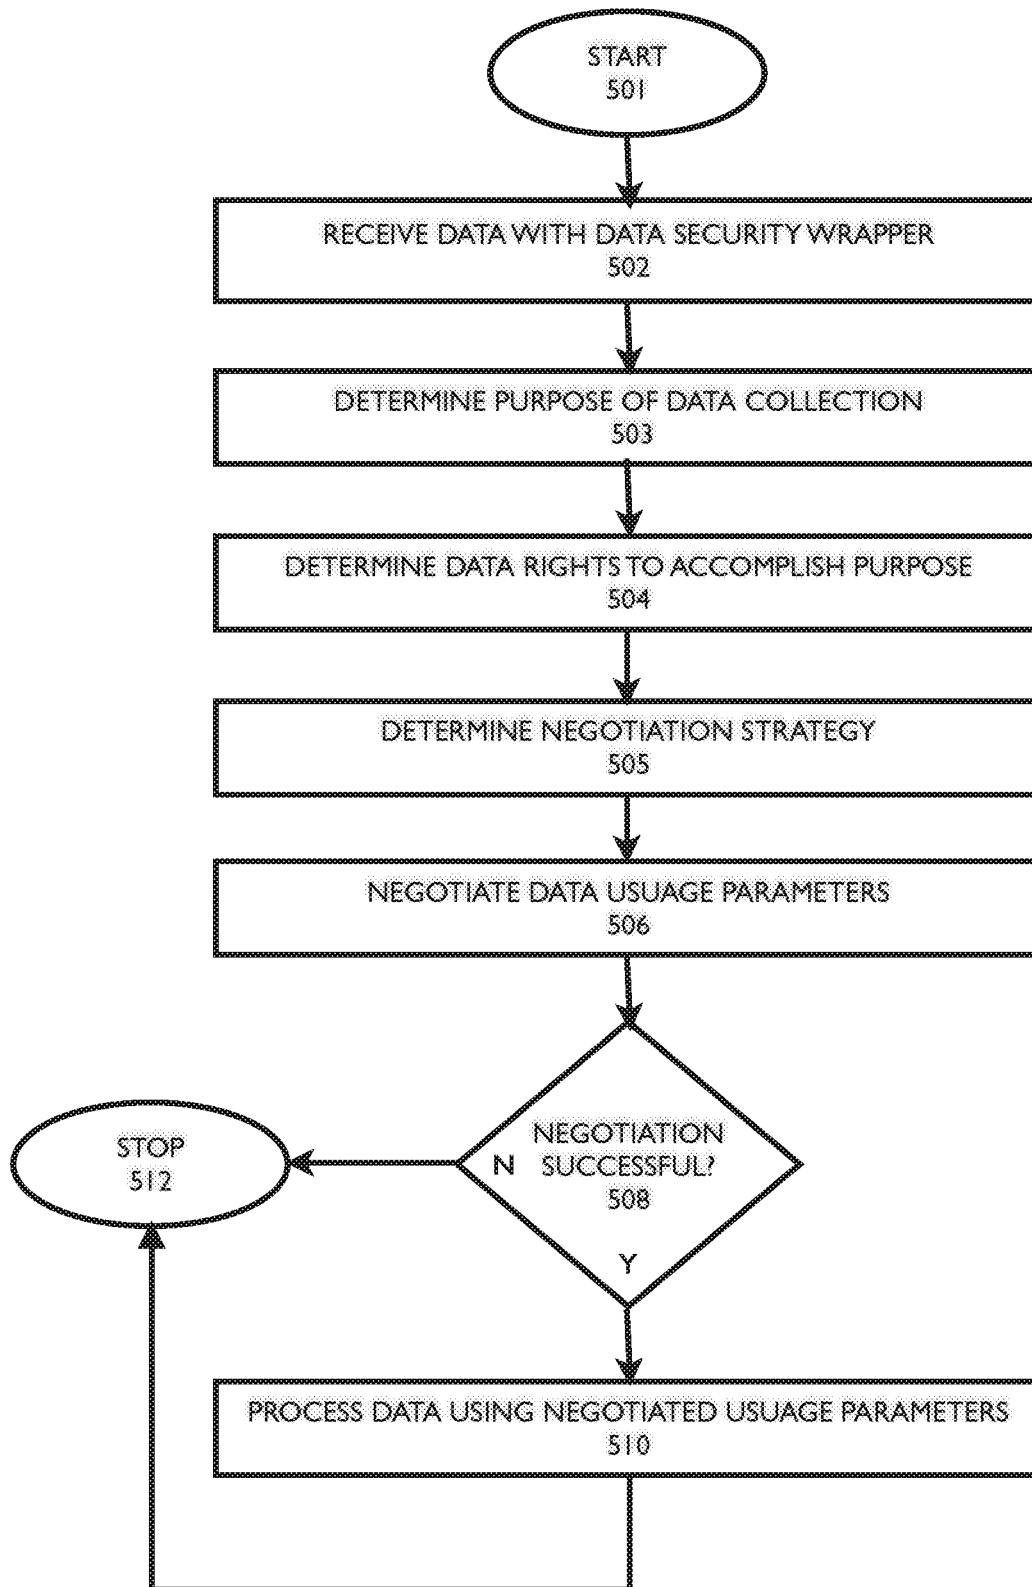 START
501
RECEIVE DATA WITH DATA SECURITY WRAPPER
502
DETERMINE PURPOSE OF DATA COLLECTION
503
DETERMINE DATA RIGHTS TO ACCOMPLISH PURPOSE
504
DETERMINE NEGOTIATION STRATEGY
505
NEGOTIATE DATA USUAGE PARAMETERS
506
NEGOTIATION
N SUCCESSFUL?
508
Y
STOP
512
PROCESS DATA USING NEGOTIATED USUAGE PARAMETERS
510